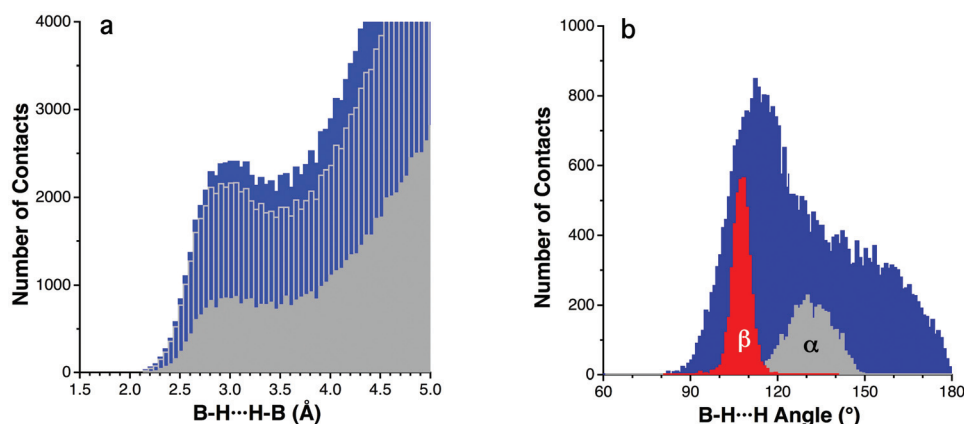 a
Number of Contacts
4000
3000
2000
1000
0
1.5 2.0 2.5 3.0 3.5 4.0 4.5 5.0
B-H···H-B (Å)
b
Number of Contacts
1000
800
600
400
200
0
β
α
60 90 120 150 180
B-H···H Angle (°)